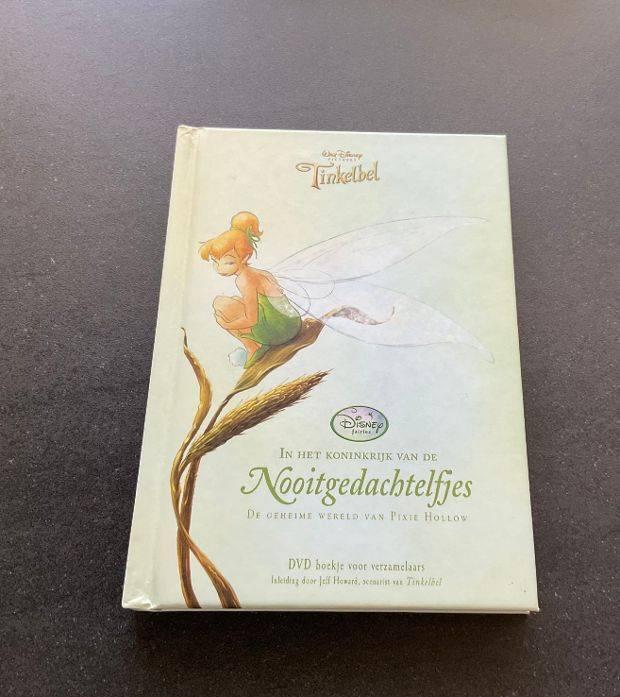 Walt Disney
PICTURES
Tinkelbel
Disney
fairies
IN HET KONINKRIJK VAN DE
Nooitgedachtelfjes
DE GEHEIME WERELD VAN PIXIE HOLLOW
DVD boekje voor verzamelaars
Inleiding door Jeff Howard, scenarist van Tinkelbel